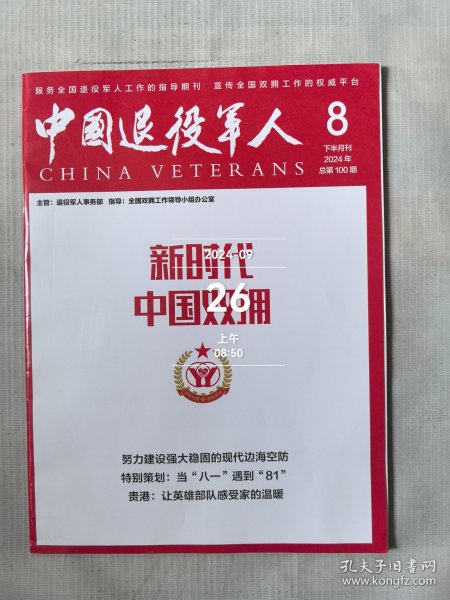 服务全国退役军人工作的指导期刊 宣传全国双拥工作的权威平台
中国退役军人
8
CHINA VETERANS
下半月刊
2024年
总第100期
主管：退役军人事务部 指导：全国双拥工作领导小组办公室
新时代
2024-09
中国双拥
26
上午
08:50
努力建设强大稳固的现代边海空防
特别策划：当“八一”遇到“81”
贵港：让英雄部队感受家的温暖
孔夫子旧书网
www.kongfz.com